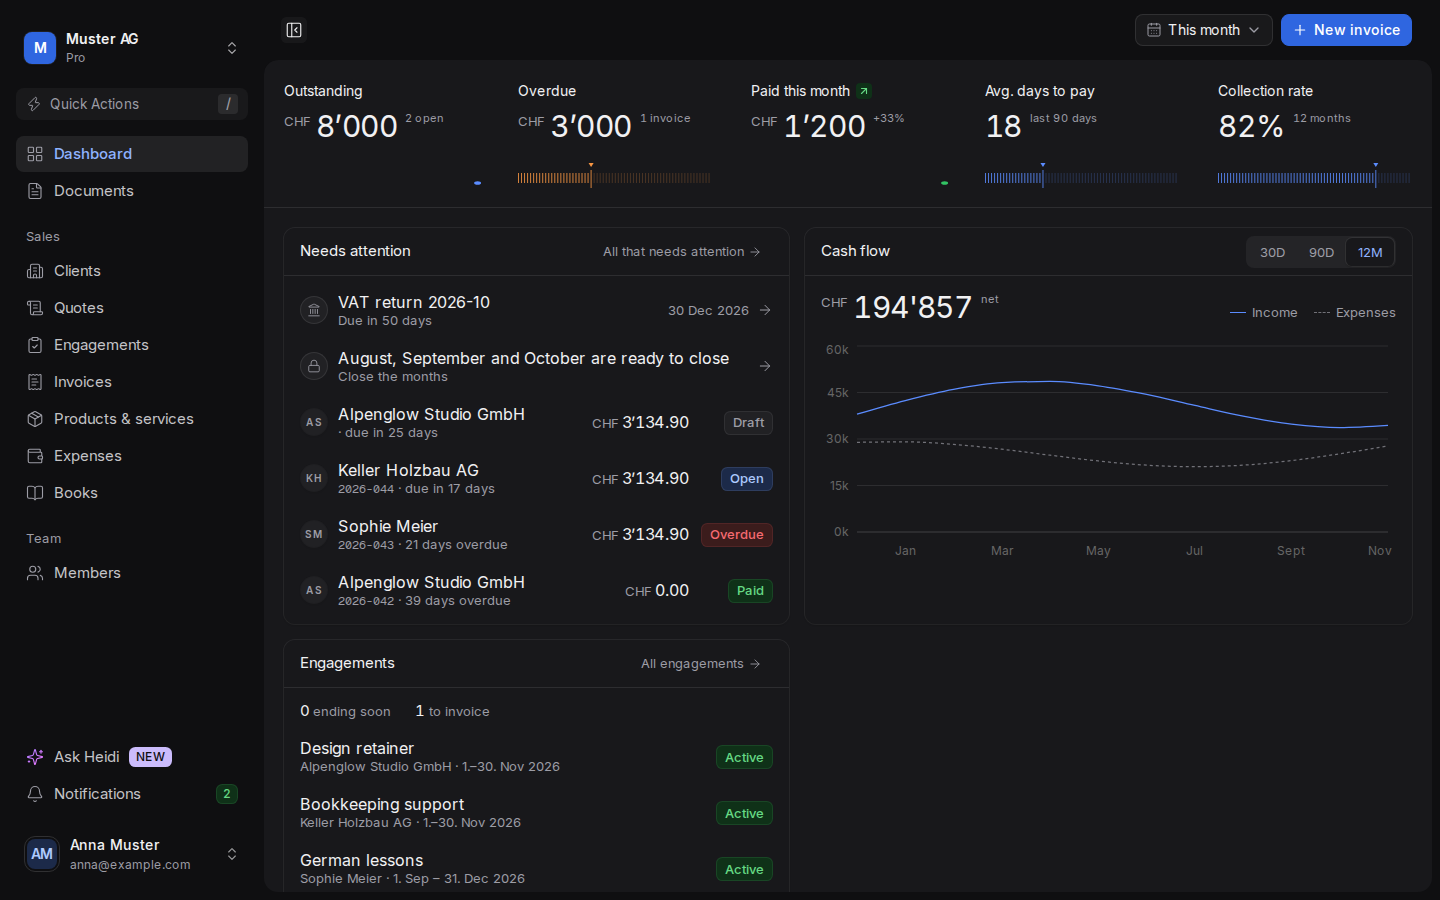 M
Muster AG
Pro
Quick Actions /
Dashboard
Documents
Sales
Clients
Quotes
Engagements
Invoices
Products & services
Expenses
Books
Team
Members
Ask Heidi NEW
Notifications 2
AM
Anna Muster
anna@example.com
This month
New invoice
Outstanding
CHF 8’000 2 open
Overdue
CHF 3’000 1 invoice
Paid this month
CHF 1’200 +33%
Avg. days to pay
18 last 90 days
Collection rate
82% 12 months
Needs attention
All that needs attention →
VAT return 2026-10
Due in 50 days
30 Dec 2026 →
August, September and October are ready to close
Close the months
→
AS
Alpenglow Studio GmbH
· due in 25 days
CHF 3’134.90
Draft
KH
Keller Holzbau AG
2026-044 · due in 17 days
CHF 3’134.90
Open
SM
Sophie Meier
2026-043 · 21 days overdue
CHF 3’134.90
Overdue
AS
Alpenglow Studio GmbH
2026-042 · 39 days overdue
CHF 0.00
Paid
Cash flow
30D 90D 12M
CHF 194'857 net
Income
Expenses
60k
45k
30k
15k
0k
Jan Mar May Jul Sept Nov
Engagements
All engagements →
0 ending soon 1 to invoice
Design retainer
Alpenglow Studio GmbH · 1.–30. Nov 2026
Active
Bookkeeping support
Keller Holzbau AG · 1.–30. Nov 2026
Active
German lessons
Sophie Meier · 1. Sep – 31. Dec 2026
Active